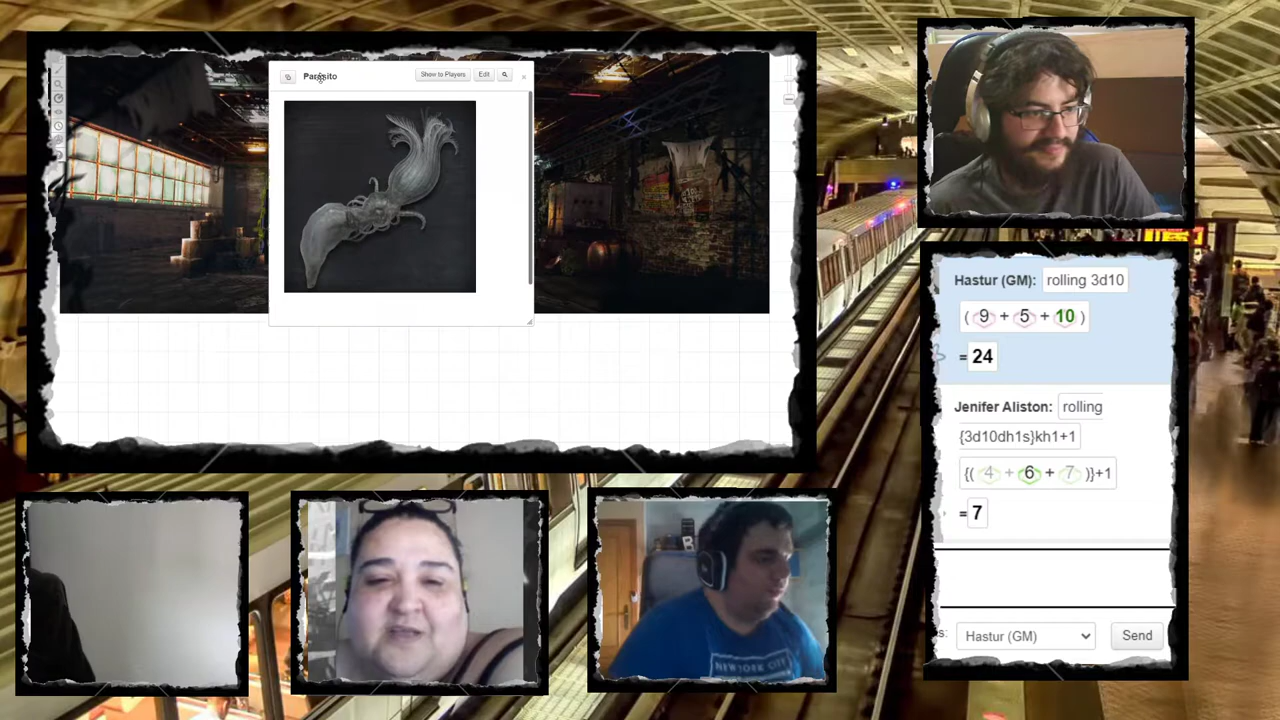 Parásito
Show to Players
Edit
Hastur (GM): rolling 3d10
( 9 + 5 + 10 )
= 24
Jenifer Aliston: rolling
{3d10dh1s}kh1+1
{( 4 + 6 + 7 )}+1
= 7
s: Hastur (GM) Send
NEW YORK CITY